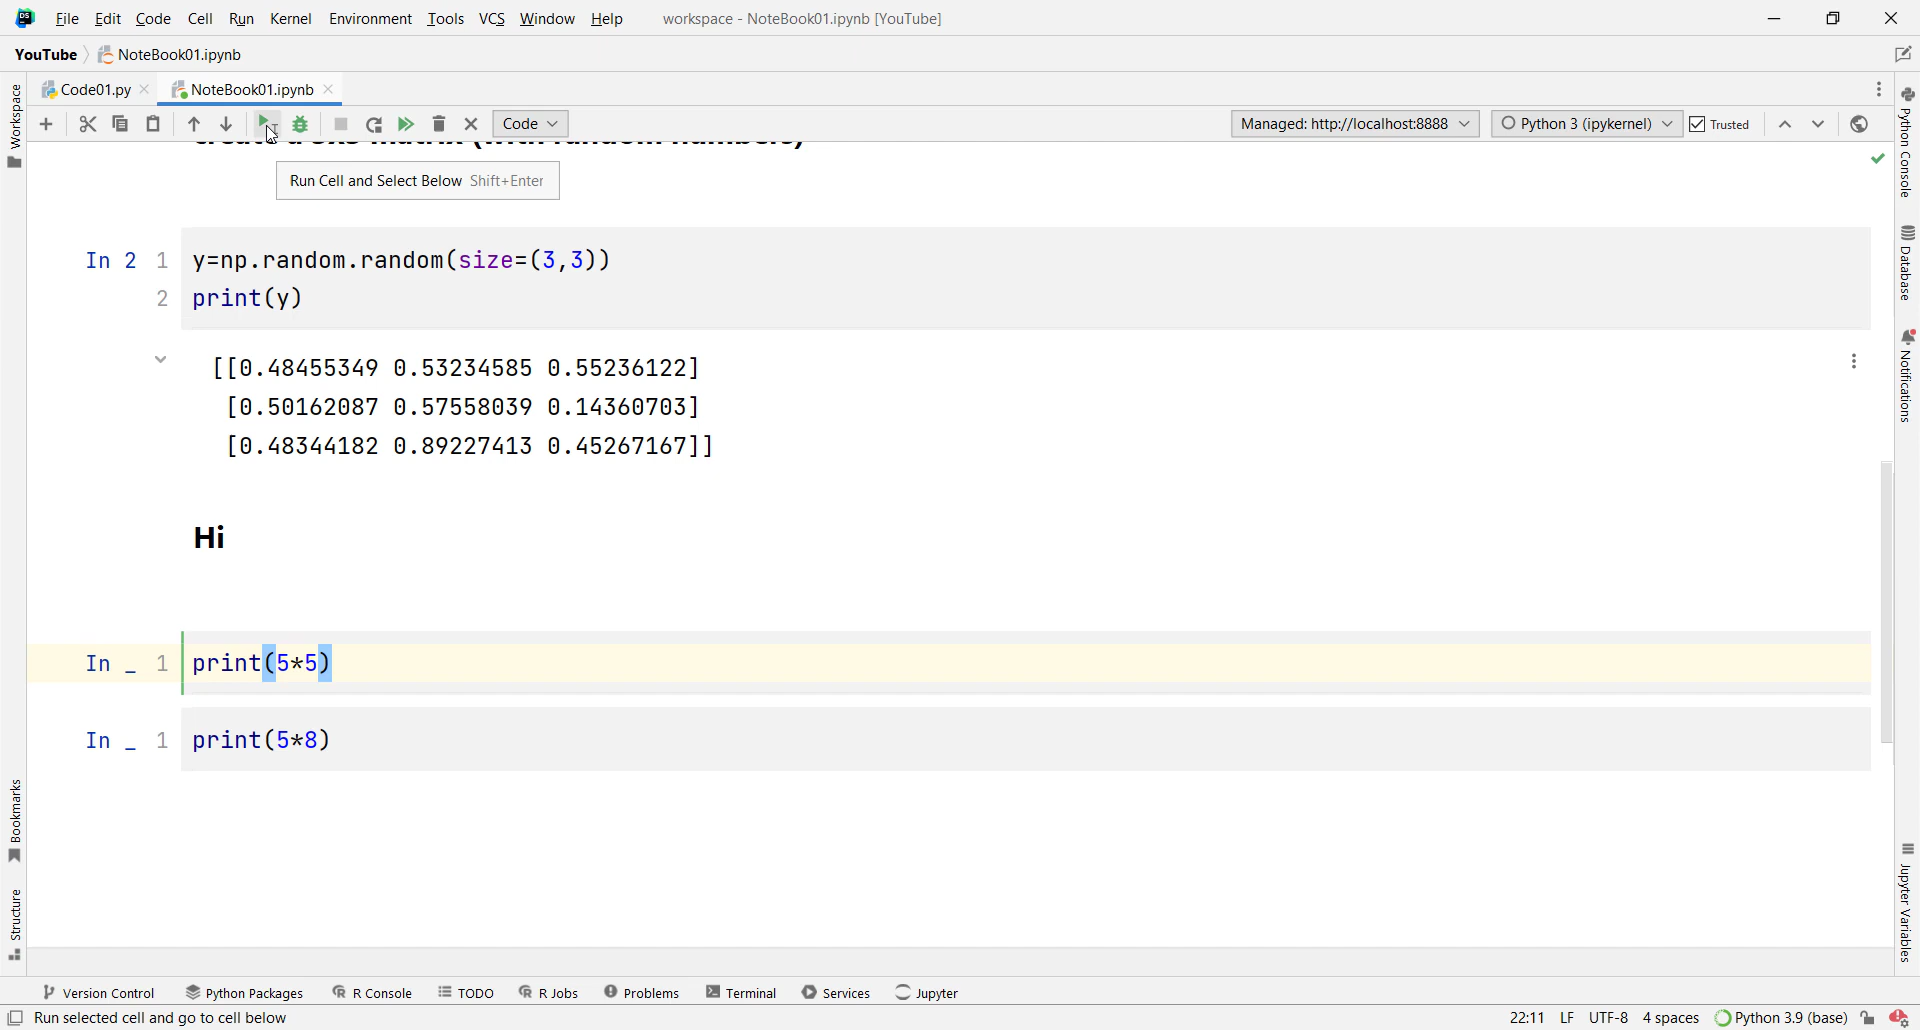 File Edit Code Cell Run Kernel Environment Tools VCS Window Help workspace - NoteBook01.ipynb [YouTube]
YouTube NoteBook01.ipynb
Code01.py NoteBook01.ipynb
Code Managed: http://localhost:8888 Python 3 (ipykernel) Trusted
Run Cell and Select Below Shift+Enter
In 2 1 y=np.random.random(size=(3,3))
2 print(y)
[[0.48455349 0.53234585 0.55236122]
[0.50162087 0.57558039 0.14360703]
[0.48344182 0.89227413 0.45267167]]
Hi
In _ 1 print(5*5)
In _ 1 print(5*8)
Workspace
Bookmarks
Structure
Python Console
Database
Notifications
Jupyter Variables
Version Control Python Packages R Console TODO R Jobs Problems Terminal Services Jupyter
Run selected cell and go to cell below 22:11 LF UTF-8 4 spaces Python 3.9 (base)